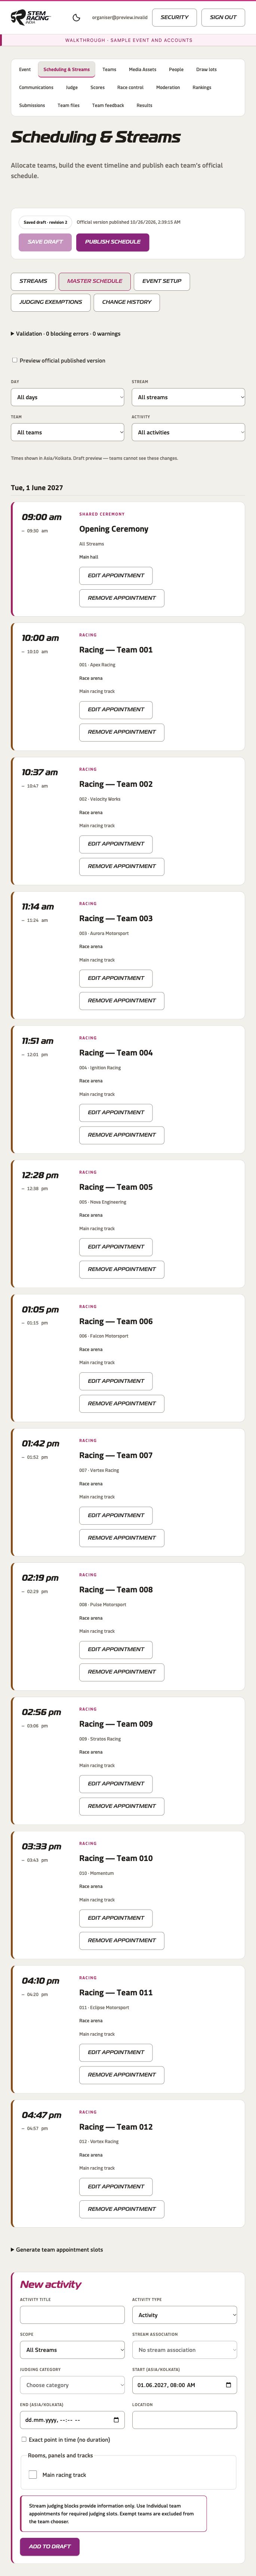 STEM RACING
INDIA
organiser@preview.invalid
SECURITY
SIGN OUT
WALKTHROUGH - SAMPLE EVENT AND ACCOUNTS
Event
Scheduling & Streams
Teams
Media Assets
People
Draw lots
Communications
Judge
Scores
Race control
Moderation
Rankings
Submissions
Team files
Team feedback
Results
Scheduling & Streams
Allocate teams, build the event timeline and publish each team's official
schedule.
Saved draft · revision 2
Official version published 10/26/2026, 2:39:15 AM
SAVE DRAFT
PUBLISH SCHEDULE
STREAMS
MASTER SCHEDULE
EVENT SETUP
JUDGING EXEMPTIONS
CHANGE HISTORY
Validation · 0 blocking errors · 0 warnings
Preview official published version
DAY
STREAM
All days
All streams
TEAM
ACTIVITY
All teams
All activities
Times shown in Asia/Kolkata. Draft preview — teams cannot see these changes.
Tue, 1 June 2027
09:00 am
— 09:30 am
SHARED CEREMONY
Opening Ceremony
All Streams
Main hall
EDIT APPOINTMENT
REMOVE APPOINTMENT
10:00 am
— 10:10 am
RACING
Racing — Team 001
001 · Apex Racing
Race arena
Main racing track
EDIT APPOINTMENT
REMOVE APPOINTMENT
10:37 am
— 10:47 am
RACING
Racing — Team 002
002 · Velocity Works
Race arena
Main racing track
EDIT APPOINTMENT
REMOVE APPOINTMENT
11:14 am
— 11:24 am
RACING
Racing — Team 003
003 · Aurora Motorsport
Race arena
Main racing track
EDIT APPOINTMENT
REMOVE APPOINTMENT
11:51 am
— 12:01 pm
RACING
Racing — Team 004
004 · Ignition Racing
Race arena
Main racing track
EDIT APPOINTMENT
REMOVE APPOINTMENT
12:28 pm
— 12:38 pm
RACING
Racing — Team 005
005 · Nova Engineering
Race arena
Main racing track
EDIT APPOINTMENT
REMOVE APPOINTMENT
01:05 pm
— 01:15 pm
RACING
Racing — Team 006
006 · Falcon Motorsport
Race arena
Main racing track
EDIT APPOINTMENT
REMOVE APPOINTMENT
01:42 pm
— 01:52 pm
RACING
Racing — Team 007
007 · Vertex Racing
Race arena
Main racing track
EDIT APPOINTMENT
REMOVE APPOINTMENT
02:19 pm
— 02:29 pm
RACING
Racing — Team 008
008 · Pulse Motorsport
Race arena
Main racing track
EDIT APPOINTMENT
REMOVE APPOINTMENT
02:56 pm
— 03:06 pm
RACING
Racing — Team 009
009 · Stratos Racing
Race arena
Main racing track
EDIT APPOINTMENT
REMOVE APPOINTMENT
03:33 pm
— 03:43 pm
RACING
Racing — Team 010
010 · Momentum
Race arena
Main racing track
EDIT APPOINTMENT
REMOVE APPOINTMENT
04:10 pm
— 04:20 pm
RACING
Racing — Team 011
011 · Eclipse Motorsport
Race arena
Main racing track
EDIT APPOINTMENT
REMOVE APPOINTMENT
04:47 pm
— 04:57 pm
RACING
Racing — Team 012
012 · Vortex Racing
Race arena
Main racing track
EDIT APPOINTMENT
REMOVE APPOINTMENT
Generate team appointment slots
New activity
ACTIVITY TITLE
ACTIVITY TYPE
Activity
SCOPE
STREAM ASSOCIATION
All Streams
No stream association
JUDGING CATEGORY
START (ASIA/KOLKATA)
Choose category
01.06.2027, 08:00 AM
END (ASIA/KOLKATA)
LOCATION
dd.mm.yyyy, --:-- --
Exact point in time (no duration)
Rooms, panels and tracks
Main racing track
Stream judging blocks provide information only. Use individual team
appointments for required judging slots. Exempt teams are excluded from
the team chooser.
ADD TO DRAFT